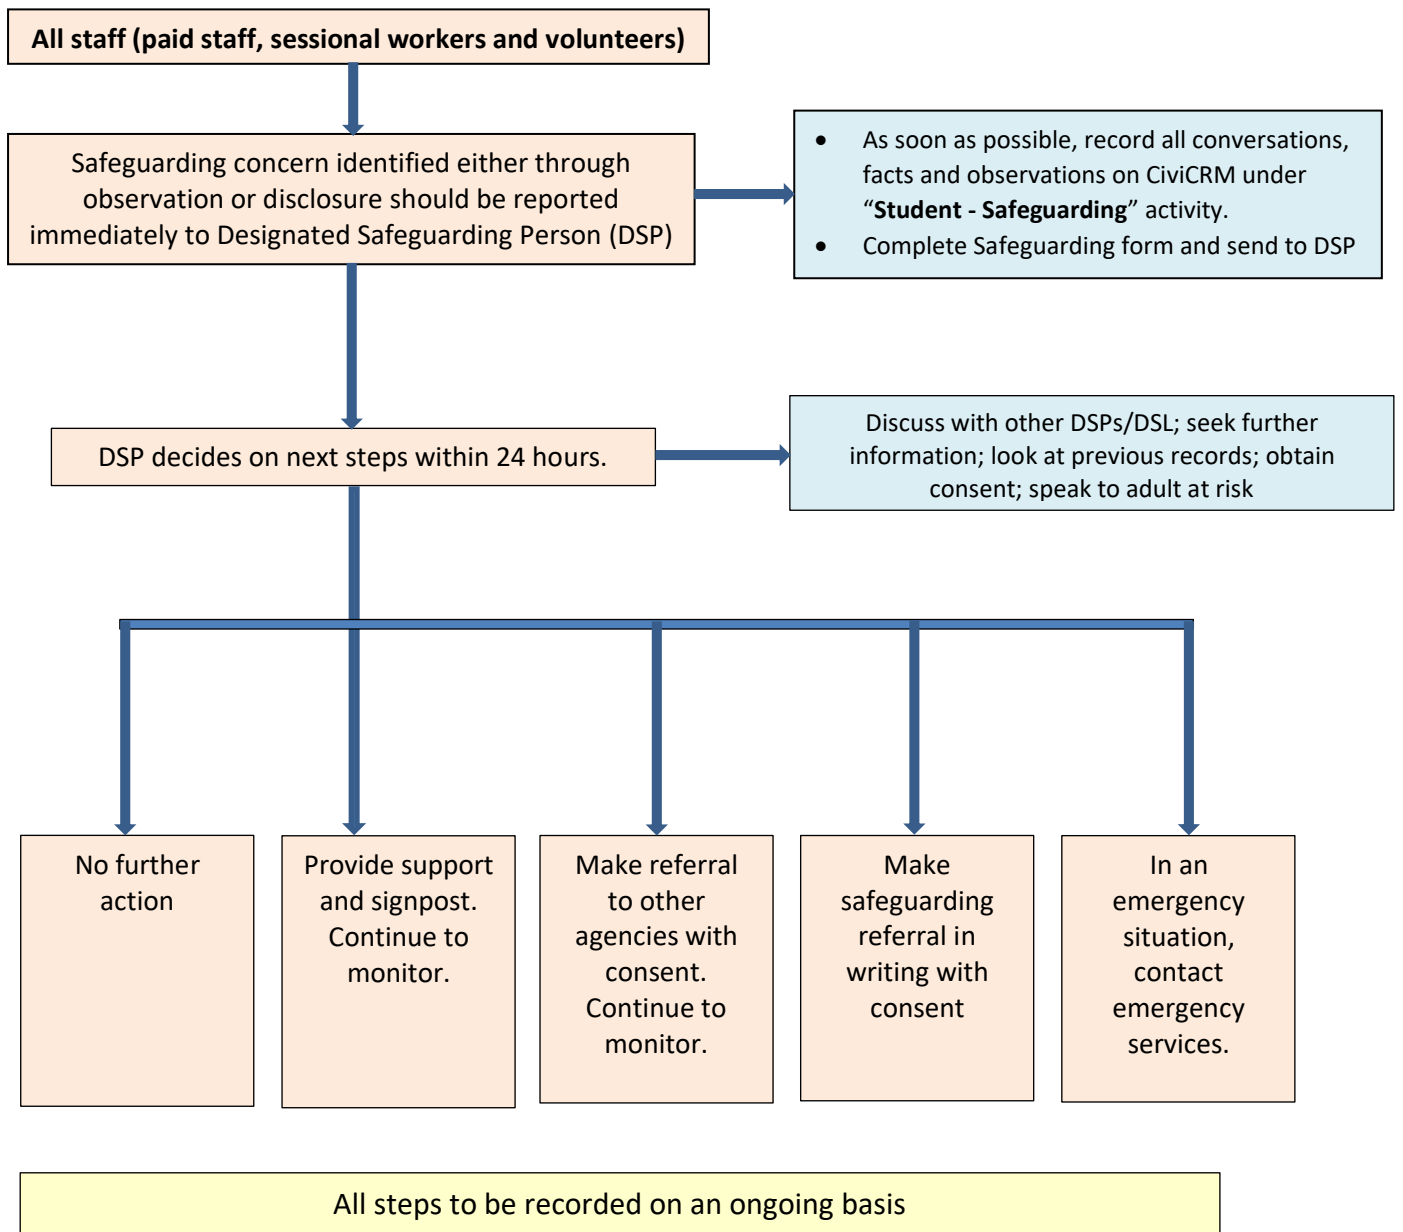 All staff (paid staff, sessional workers and volunteers)
Safeguarding concern identified either through
observation or disclosure should be reported
immediately to Designated Safeguarding Person (DSP)
• As soon as possible, record all conversations,
facts and observations on CiviCRM under
“Student - Safeguarding” activity.
• Complete Safeguarding form and send to DSP
DSP decides on next steps within 24 hours.
Discuss with other DSPs/DSL; seek further
information; look at previous records; obtain
consent; speak to adult at risk
No further
action
Provide support
and signpost.
Continue to
monitor.
Make referral
to other
agencies with
consent.
Continue to
monitor.
Make
safeguarding
referral in
writing with
consent
In an
emergency
situation,
contact
emergency
services.
All steps to be recorded on an ongoing basis